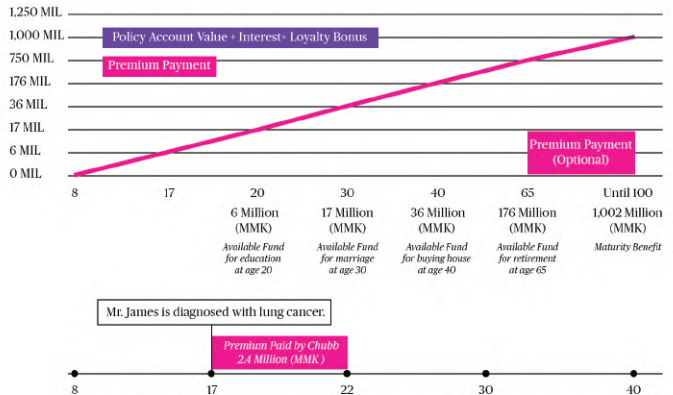 1,250 MIL
1,000 MIL
Policy Account Value + Interest+ Loyalty Bonus
750 MIL
Premium Payment
176 MIL
36 MIL
17 MIL
Premium Payment
(Optional)
6 MIL
0 MIL
8 17 20 30 40 65 Until 100
6 Million 17 Million 36 Million 176 Million 1,002 Million
(MMK) (MMK) (MMK) (MMK) (MMK)
Available Fund Available Fund Available Fund Available Fund Maturity Benefit
for education for marriage for buying house for retirement
at age 20 at age 30 at age 40 at age 65
Mr. James is diagnosed with lung cancer.
Premium Paid by Chubb
2.4 Million (MMK )
8 17 22 30 40